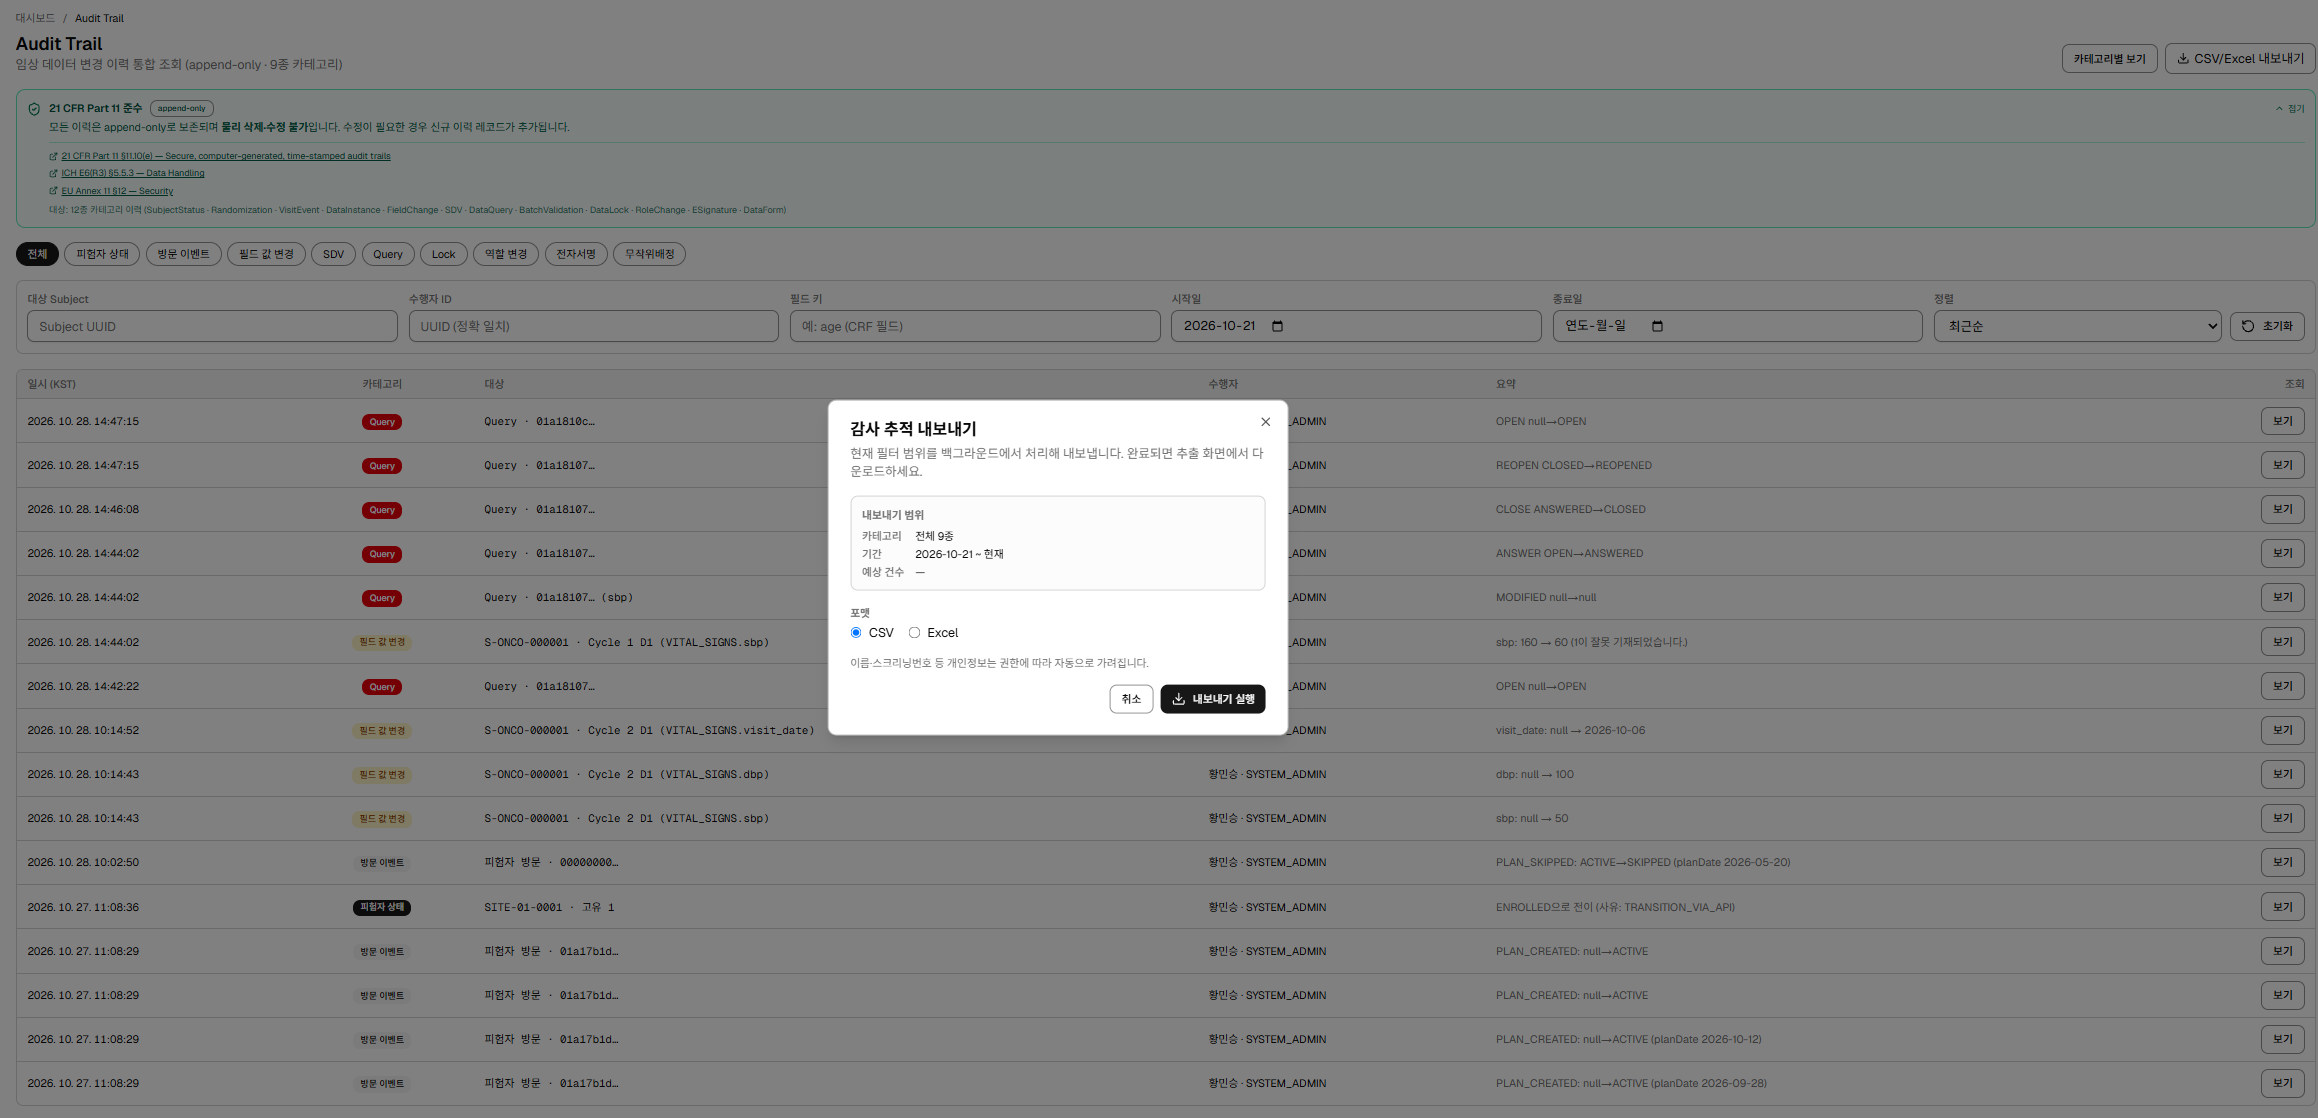 대시보드 / Audit Trail
Audit Trail
임상 데이터 변경 이력 통합 조회 (append-only · 9종 카테고리)
카테고리별 보기
CSV/Excel 내보내기
21 CFR Part 11 준수 append-only
접기
모든 이력은 append-only로 보존되며 물리 삭제·수정 불가입니다. 수정이 필요한 경우 신규 이력 레코드가 추가됩니다.
21 CFR Part 11 §11.10(e) — Secure, computer-generated, time-stamped audit trails
ICH E6(R3) §5.5.3 — Data Handling
EU Annex 11 §12 — Security
대상: 12종 카테고리 이력 (SubjectStatus · Randomization · VisitEvent · DataInstance · FieldChange · SDV · DataQuery · BatchValidation · DataLock · RoleChange · ESignature · DataForm)
전체 피험자 상태 방문 이벤트 필드 값 변경 SDV Query Lock 역할 변경 전자서명 무작위배정
대상 Subject 수행자 ID 필드 키 시작일 종료일 정렬
Subject UUID UUID (정확 일치) 예: age (CRF 필드) 2026-10-21 연도-월-일 최근순 초기화
일시 (KST) 카테고리 대상 수행자 요약 조회
2026. 10. 28. 14:47:15 Query Query · 01a1810c… _ADMIN OPEN null→OPEN 보기
2026. 10. 28. 14:47:15 Query Query · 01a18107… _ADMIN REOPEN CLOSED→REOPENED 보기
2026. 10. 28. 14:46:08 Query Query · 01a18107… _ADMIN CLOSE ANSWERED→CLOSED 보기
2026. 10. 28. 14:44:02 Query Query · 01a18107… _ADMIN ANSWER OPEN→ANSWERED 보기
2026. 10. 28. 14:44:02 Query Query · 01a18107… (sbp) _ADMIN MODIFIED null→null 보기
2026. 10. 28. 14:44:02 필드 값 변경 S-ONCO-000001 · Cycle 1 D1 (VITAL_SIGNS.sbp) _ADMIN sbp: 160 → 60 (1이 잘못 기재되었습니다.) 보기
2026. 10. 28. 14:42:22 Query Query · 01a18107… _ADMIN OPEN null→OPEN 보기
2026. 10. 28. 10:14:52 필드 값 변경 S-ONCO-000001 · Cycle 2 D1 (VITAL_SIGNS.visit_date) _ADMIN visit_date: null → 2026-10-06 보기
2026. 10. 28. 10:14:43 필드 값 변경 S-ONCO-000001 · Cycle 2 D1 (VITAL_SIGNS.dbp) 황민승 · SYSTEM_ADMIN dbp: null → 100 보기
2026. 10. 28. 10:14:43 필드 값 변경 S-ONCO-000001 · Cycle 2 D1 (VITAL_SIGNS.sbp) 황민승 · SYSTEM_ADMIN sbp: null → 50 보기
2026. 10. 28. 10:02:50 방문 이벤트 피험자 방문 · 00000000… 황민승 · SYSTEM_ADMIN PLAN_SKIPPED: ACTIVE→SKIPPED (planDate 2026-05-20) 보기
2026. 10. 27. 11:08:36 피험자 상태 SITE-01-0001 · 고유 1 황민승 · SYSTEM_ADMIN ENROLLED으로 전이 (사유: TRANSITION_VIA_API) 보기
2026. 10. 27. 11:08:29 방문 이벤트 피험자 방문 · 01a17b1d… 황민승 · SYSTEM_ADMIN PLAN_CREATED: null→ACTIVE 보기
2026. 10. 27. 11:08:29 방문 이벤트 피험자 방문 · 01a17b1d… 황민승 · SYSTEM_ADMIN PLAN_CREATED: null→ACTIVE 보기
2026. 10. 27. 11:08:29 방문 이벤트 피험자 방문 · 01a17b1d… 황민승 · SYSTEM_ADMIN PLAN_CREATED: null→ACTIVE (planDate 2026-10-12) 보기
2026. 10. 27. 11:08:29 방문 이벤트 피험자 방문 · 01a17b1d… 황민승 · SYSTEM_ADMIN PLAN_CREATED: null→ACTIVE (planDate 2026-09-28) 보기
감사 추적 내보내기
현재 필터 범위를 백그라운드에서 처리해 내보냅니다. 완료되면 추출 화면에서 다
운로드하세요.
내보내기 범위
카테고리 전체 9종
기간 2026-10-21 ~ 현재
예상 건수 —
포맷
CSV Excel
이름·스크리닝번호 등 개인정보는 권한에 따라 자동으로 가려집니다.
취소 내보내기 실행